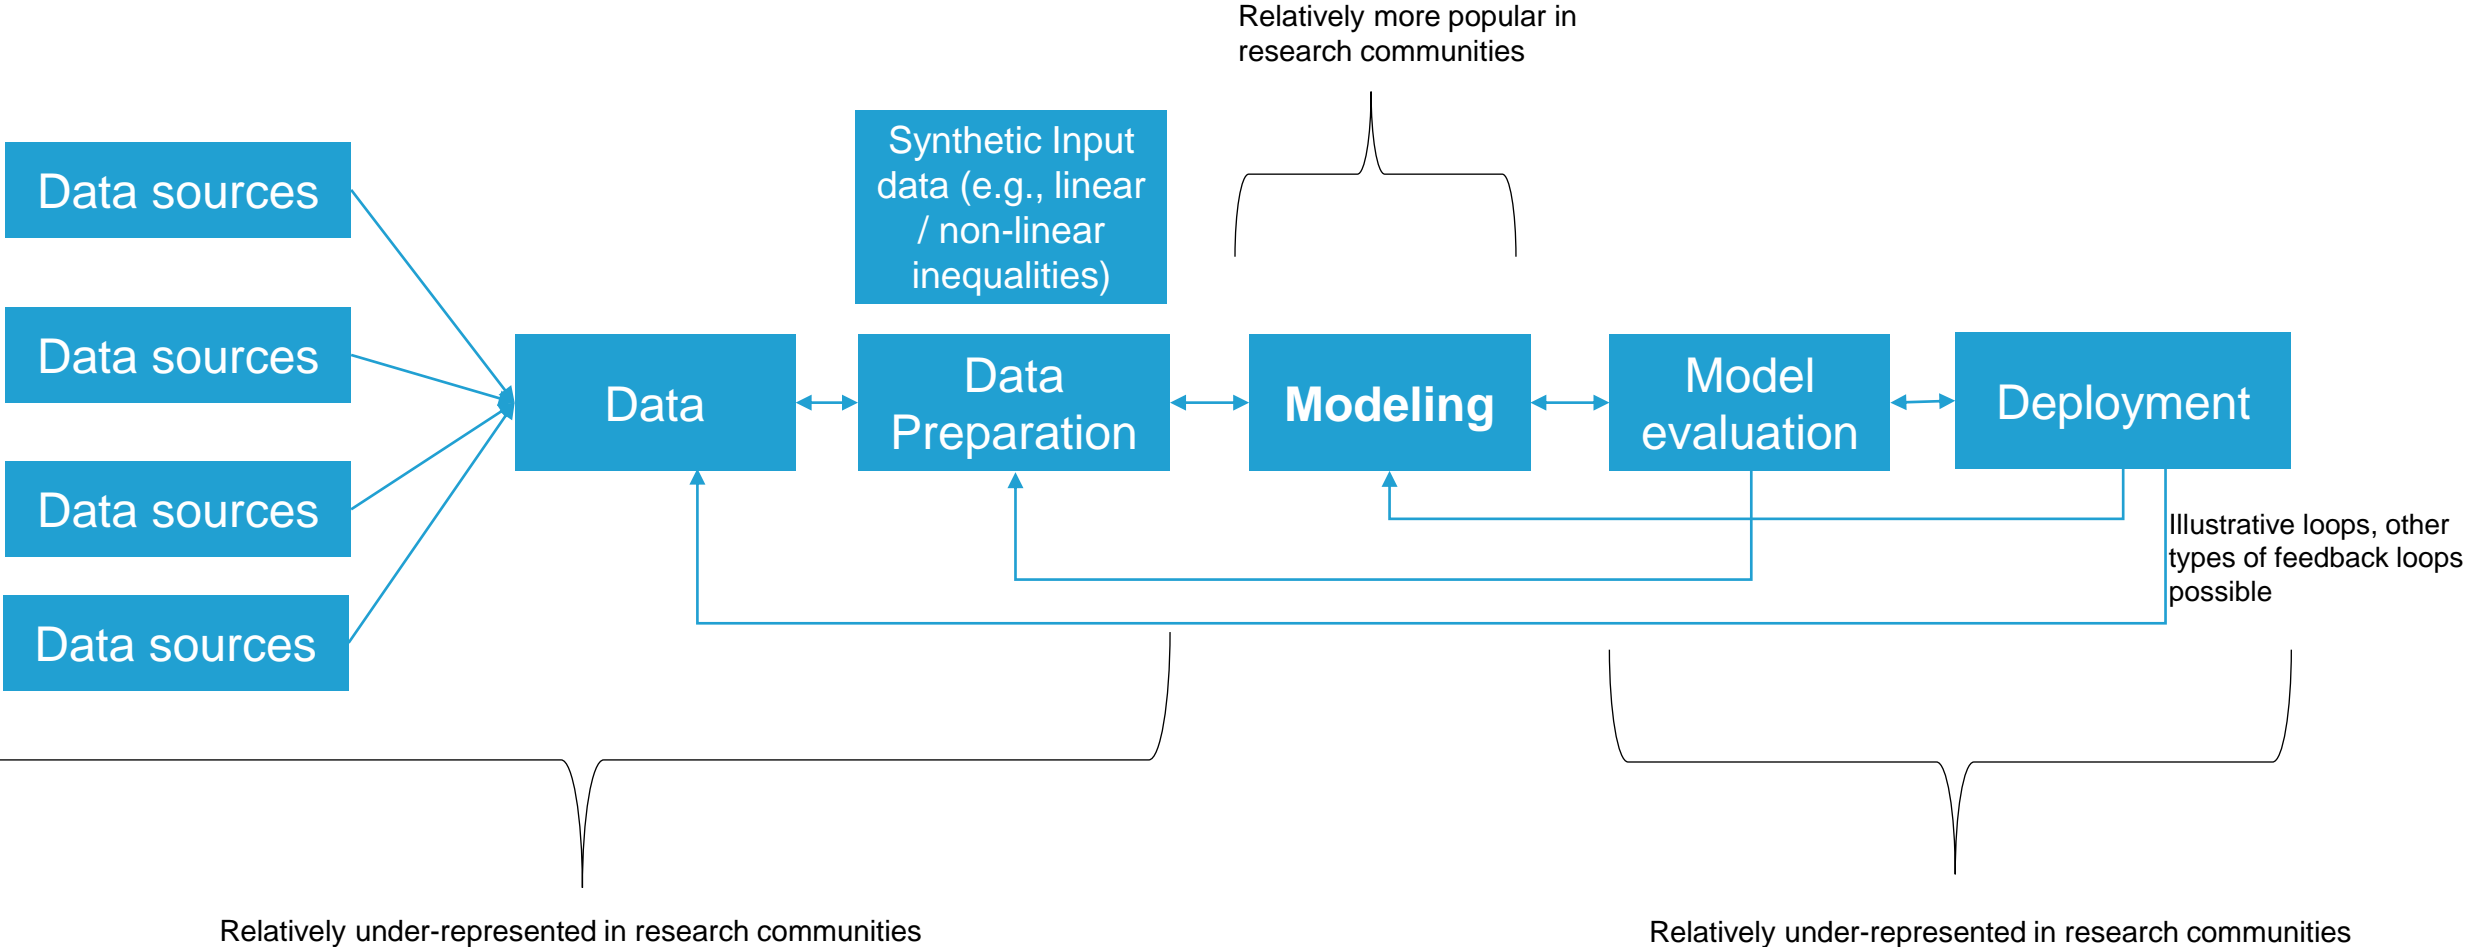 Relatively more popular in
research communities
Synthetic Input
data (e.g., linear
/ non-linear
inequalities)
Data sources
Data sources
Data sources
Data sources
Data
Data
Preparation
Modeling
Model
evaluation
Deployment
Illustrative loops, other
types of feedback loops
possible
Relatively under-represented in research communities
Relatively under-represented in research communities